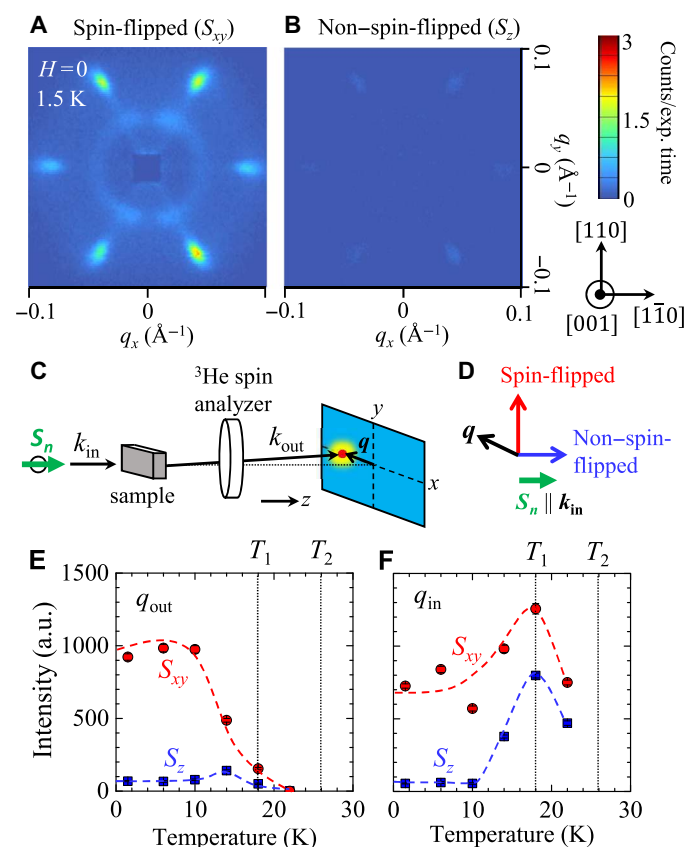 A Spin-flipped (Sxy)
H=0
1.5 K
−0.1 0
qx (Å−1)
B Non−spin-flipped (Sz)
0.1
0
−0.1
qy (Å−1)
−0.1 0 0.1
qx (Å−1)
3
1.5
0
Counts/exp. time
[110]
[001] [11̄0]
C
3He spin
analyzer
Sn kin
sample
kout
q
y
x
z
D
Spin-flipped
q
Non−spin-
flipped
Sn || kin
E T1 T2
qout
Sxy
Sz
1500
1000
500
0
Intensity (a.u.)
0 10 20 30
Temperature (K)
F T1 T2
qin
Sxy
Sz
0 10 20 30
Temperature (K)